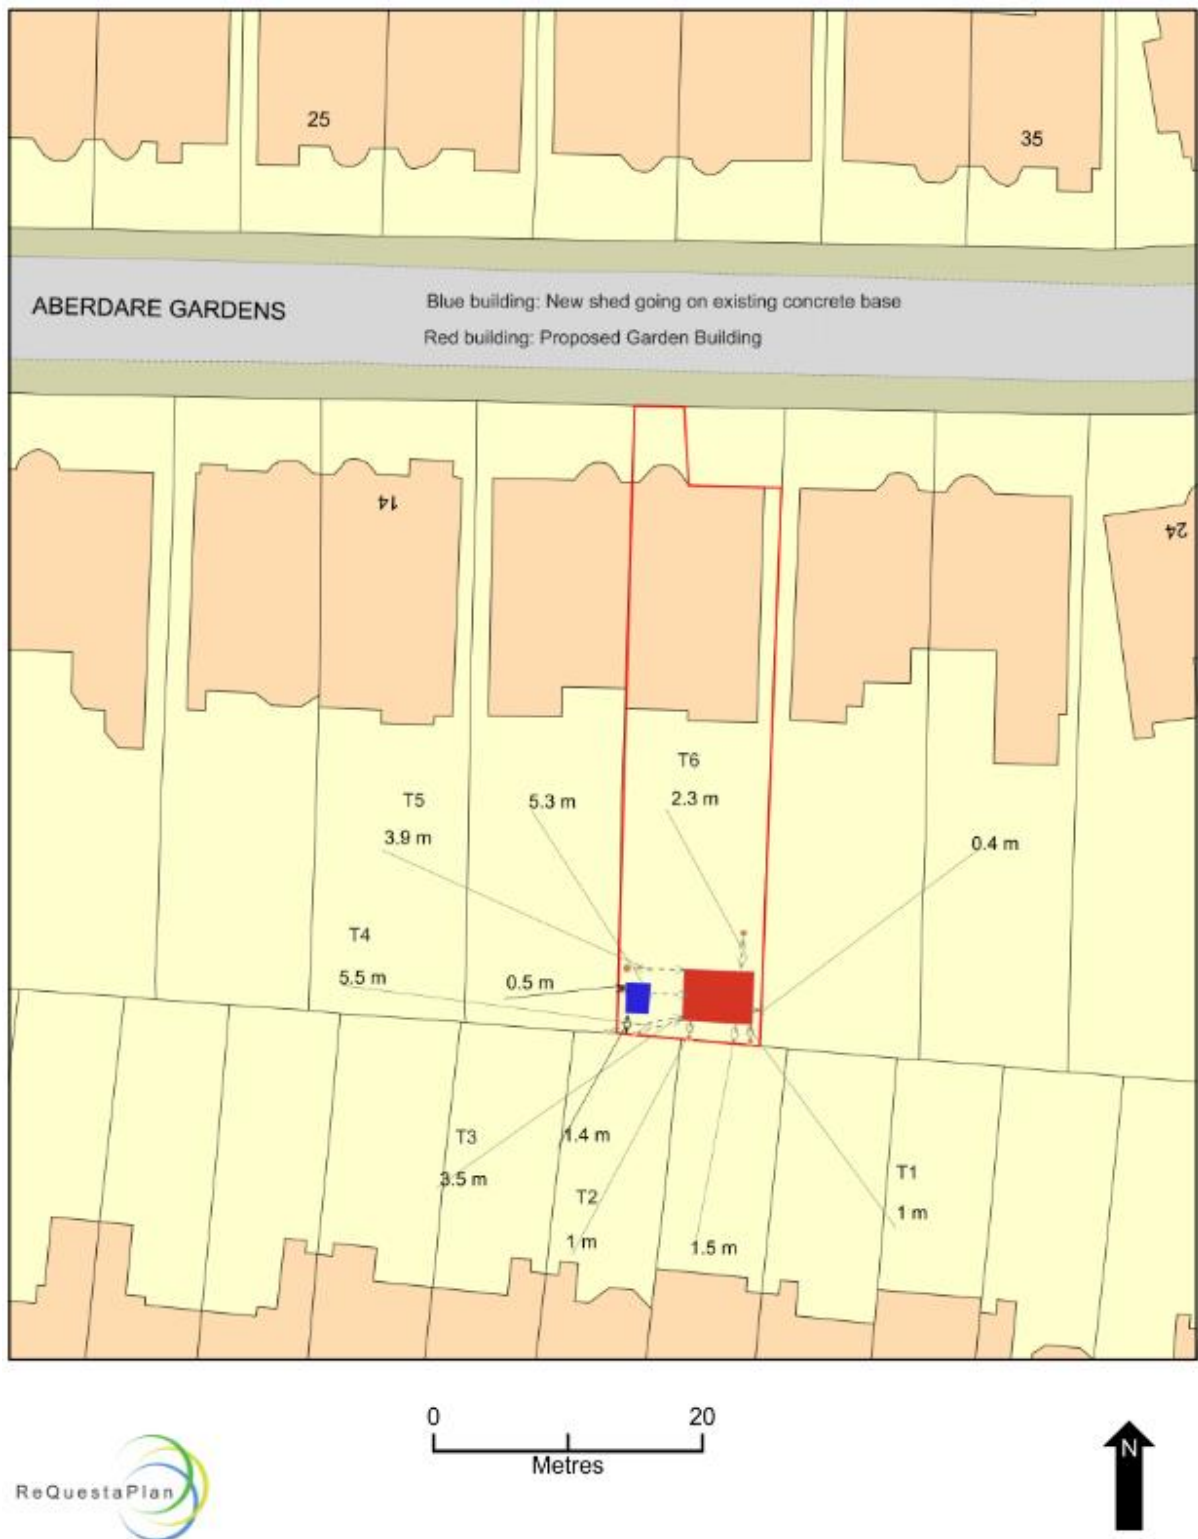 25
35
ABERDARE GARDENS
Blue building: New shed going on existing concrete base
Red building: Proposed Garden Building
14
24
T6
2.3 m
T5
3.9 m
5.3 m
0.4 m
T4
5.5 m
0.5 m
T3
3.5 m
1.4 m
T2
1 m
1.5 m
T1
1 m
0
20
Metres
ReQuestaPlan
N